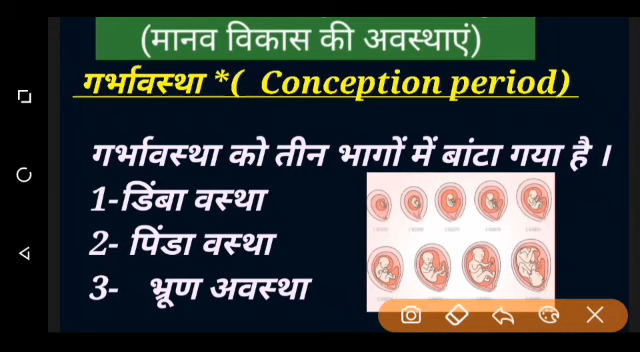 (मानव विकास की अवस्थाएं)
गर्भावस्था *( Conception period)
गर्भावस्था को तीन भागों में बांटा गया है ।
1-डिंबा वस्था
2- पिंडा वस्था
3- भ्रूण अवस्था